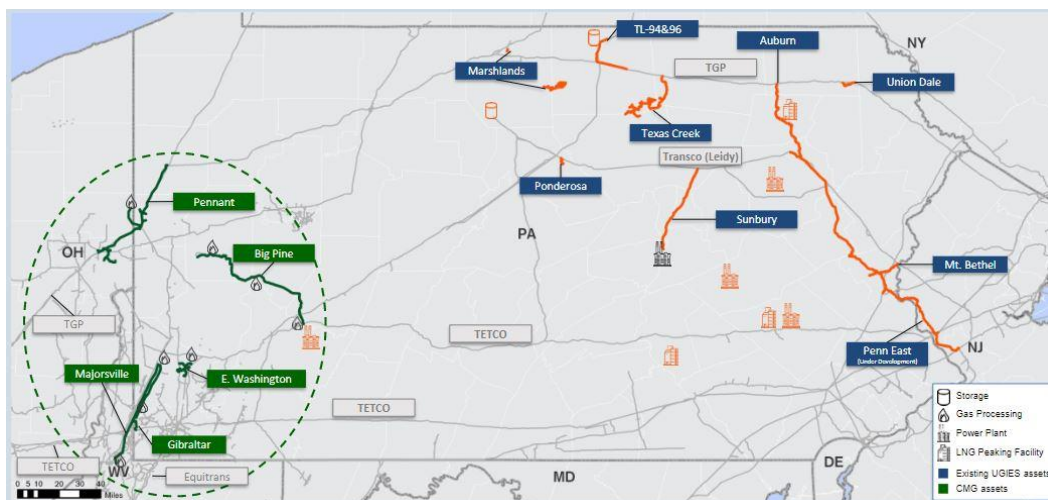 TL-94&96
Auburn
NY
Marshlands
TGP
Union Dale
Texas Creek
Transco (Leidy)
Ponderosa
Pennant
Sunbury
PA
OH
Big Pine
Mt. Bethel
TGP
TETCO
NJ
Penn East
(Under Development)
Majorsville
E. Washington
TETCO
Gibraltar
WV
TETCO
Equitrans
MD
DE
0 5 10 20 30 40
Miles
Storage
Gas Processing
Power Plant
LNG Peaking Facility
Existing UGIES assets
CMG assets